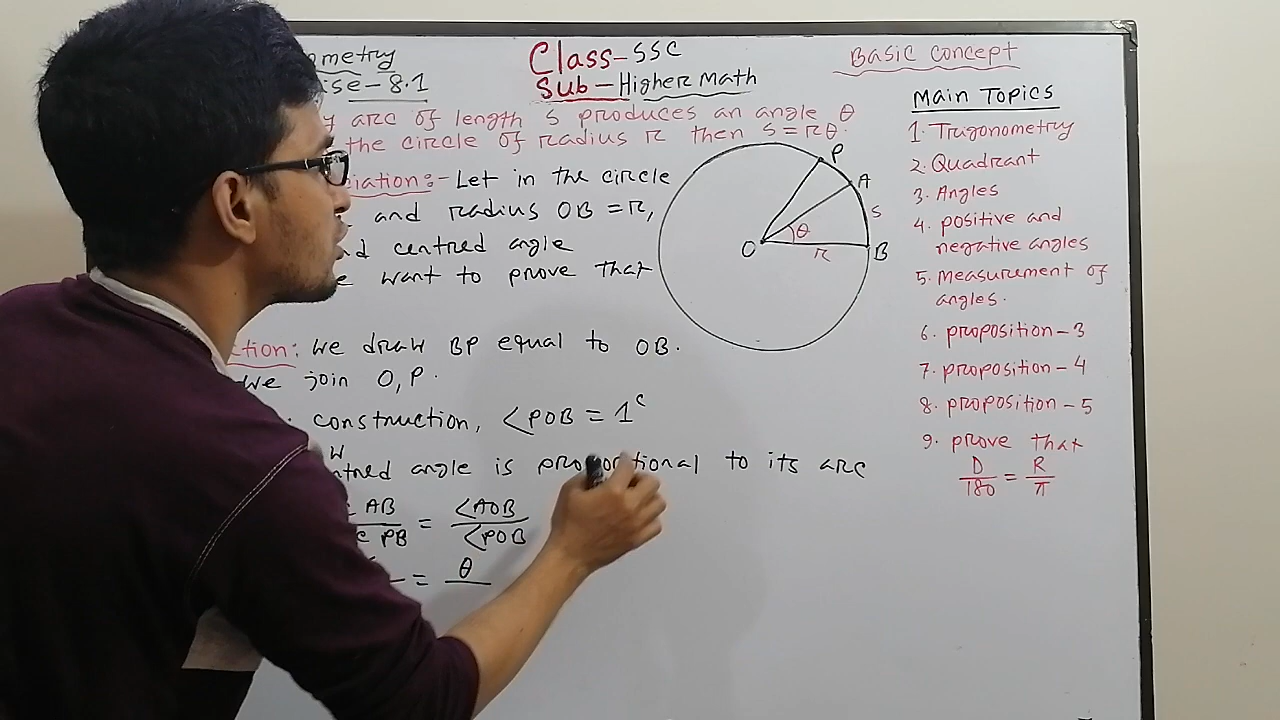 Class-SSC
Sub-Higher Math
Basic Concept
ise-8.1
arc of length s produces an angle θ
the circle of radius r then s = rθ.
Let in the circle
and radius OB = r,
centred angle
we want to prove that
P
A
s
θ
O
r
B
ction: we draw BP equal to OB.
we join O, P.
construction, ∠POB = 1ᶜ
angle is proportional to its arc
AB/PB = ∠AOB/∠POB
= θ
Main Topics
1. Trigonometry
2. Quadrant
3. Angles
4. positive and
negative angles
5. Measurement of
angles.
6. proposition-3
7. proposition-4
8. proposition-5
9. prove that
D/180 = R/π